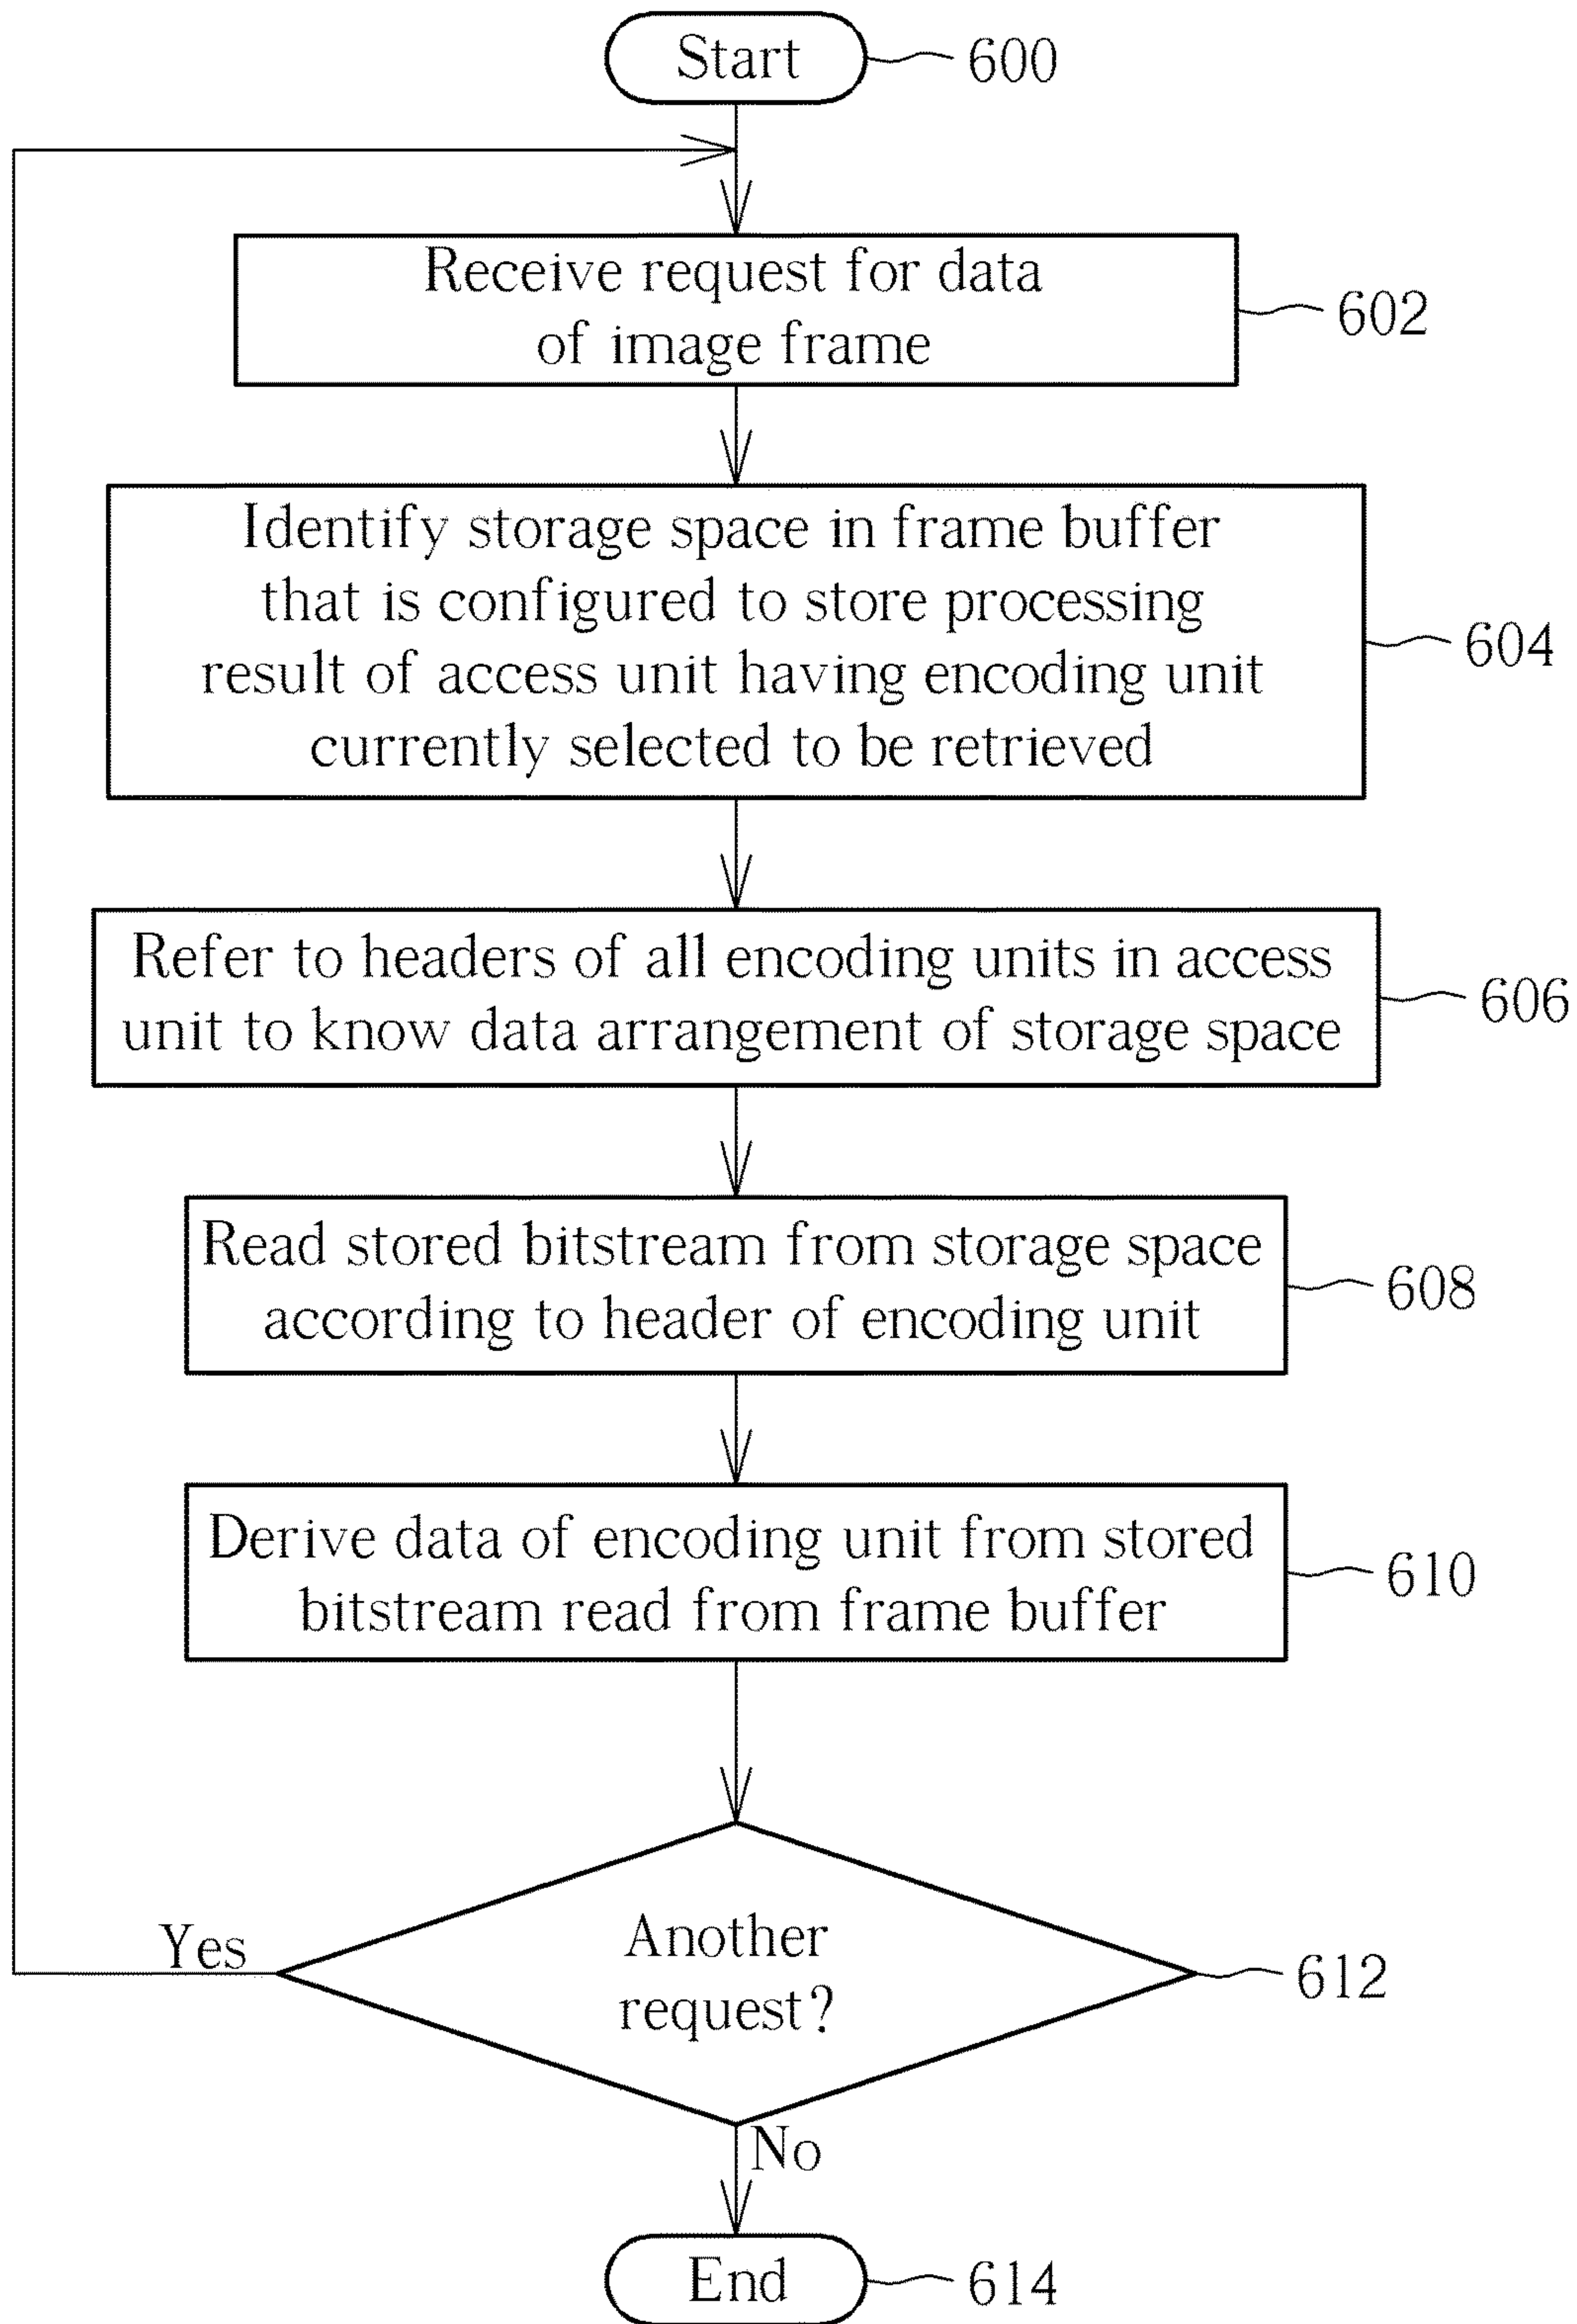 Start
600
Receive request for data
of image frame
602
Identify storage space in frame buffer
that is configured to store processing
result of access unit having encoding unit
currently selected to be retrieved
604
Refer to headers of all encoding units in access
unit to know data arrangement of storage space
606
Read stored bitstream from storage space
according to header of encoding unit
608
Derive data of encoding unit from stored
bitstream read from frame buffer
610
Another
request?
Yes
612
No
End
614